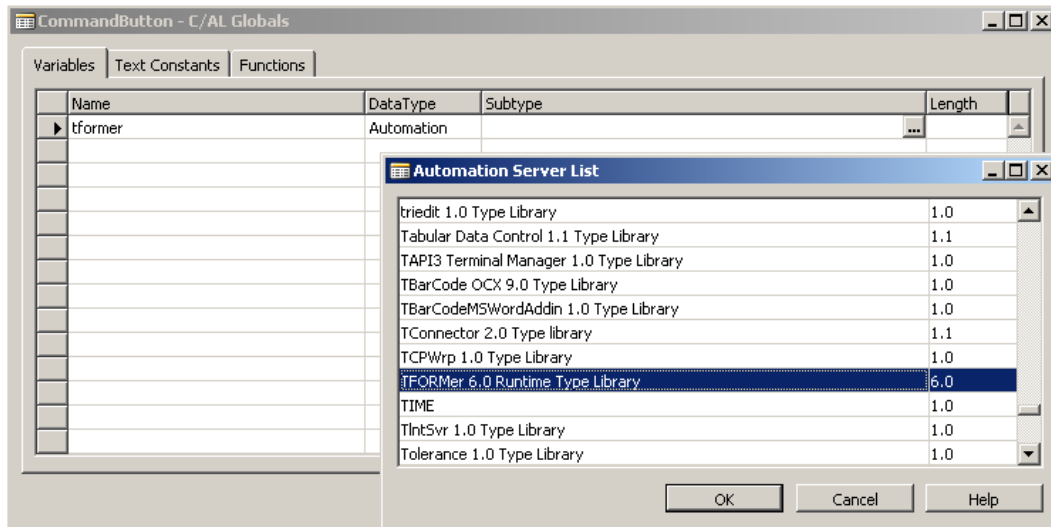 CommandButton - C/AL Globals
Variables Text Constants Functions
Name DataType Subtype Length
tformer Automation ...
Automation Server List
triedit 1.0 Type Library 1.0
Tabular Data Control 1.1 Type Library 1.1
TAPI3 Terminal Manager 1.0 Type Library 1.0
TBarCode OCX 9.0 Type Library 1.0
TBarCodeMSWordAddin 1.0 Type Library 1.0
TConnector 2.0 Type library 1.1
TCPWrp 1.0 Type Library 1.0
TFORMer 6.0 Runtime Type Library 6.0
TIME 1.0
TlntSvr 1.0 Type Library 1.0
Tolerance 1.0 Type Library 1.0
OK Cancel Help